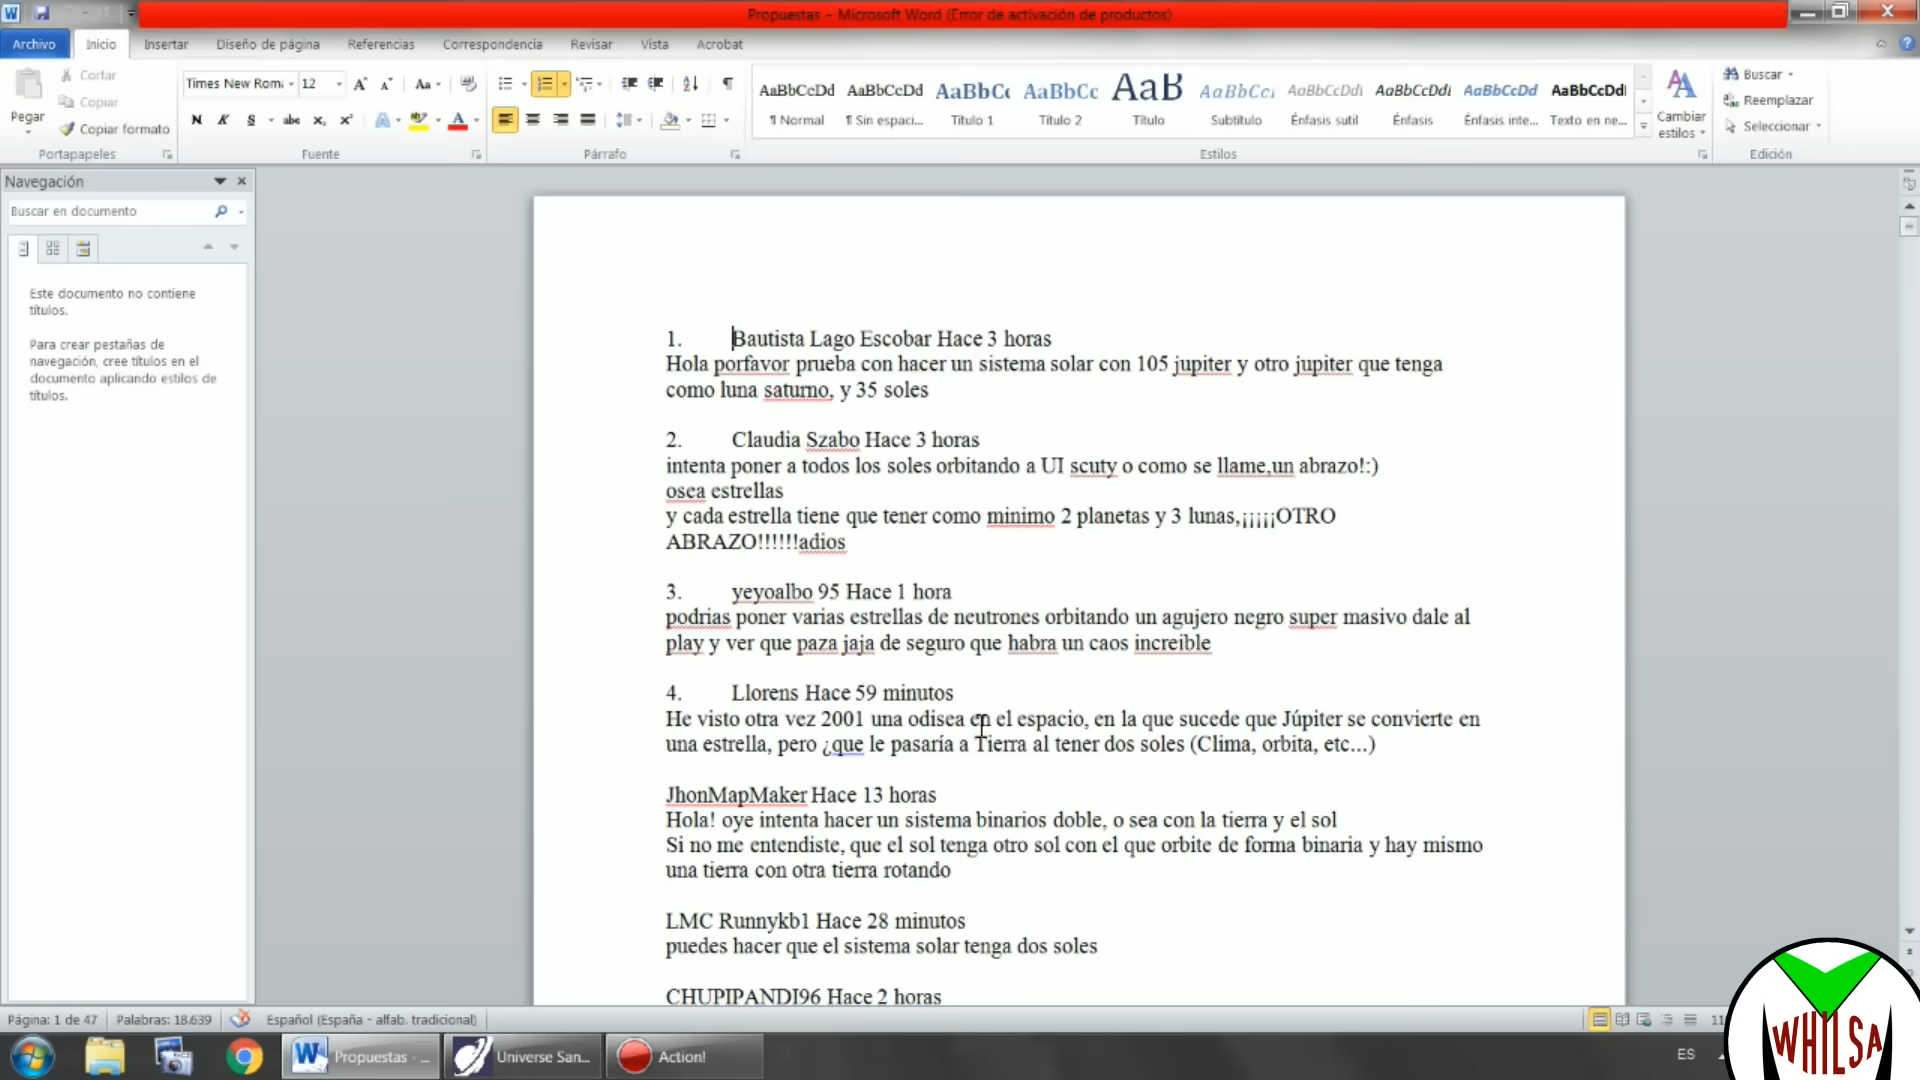 Propuestas - Microsoft Word (Error de activación de productos)
Archivo Inicio Insertar Diseño de página Referencias Correspondencia Revisar Vista Acrobat
Pegar
Cortar
Copiar
Copiar formato
Portapapeles
Times New Rom 12
Fuente
Párrafo
AaBbCcDd AaBbCcDd AaBbCc AaBbCc AaB AaBbCcI AaBbCcDdI AaBbCcDdI AaBbCcDd AaBbCcDdI
¶ Normal ¶ Sin espaci... Título 1 Título 2 Título Subtítulo Énfasis sutil Énfasis Énfasis inte... Texto en ne...
Estilos
Cambiar
estilos
Buscar
Reemplazar
Seleccionar
Edición
Navegación
Buscar en documento
Este documento no contiene
títulos.
Para crear pestañas de
navegación, cree títulos en el
documento aplicando estilos de
títulos.
1. Bautista Lago Escobar Hace 3 horas
Hola porfavor prueba con hacer un sistema solar con 105 jupiter y otro jupiter que tenga
como luna saturno, y 35 soles
2. Claudia Szabo Hace 3 horas
intenta poner a todos los soles orbitando a UI scuty o como se llame,un abrazo!:)
osea estrellas
y cada estrella tiene que tener como minimo 2 planetas y 3 lunas,¡¡¡¡¡OTRO
ABRAZO!!!!!!adios
3. yeyoalbo 95 Hace 1 hora
podrias poner varias estrellas de neutrones orbitando un agujero negro super masivo dale al
play y ver que paza jaja de seguro que habra un caos increible
4. Llorens Hace 59 minutos
He visto otra vez 2001 una odisea en el espacio, en la que sucede que Júpiter se convierte en
una estrella, pero ¿que le pasaría a Tierra al tener dos soles (Clima, orbita, etc...)
JhonMapMaker Hace 13 horas
Hola! oye intenta hacer un sistema binarios doble, o sea con la tierra y el sol
Si no me entendiste, que el sol tenga otro sol con el que orbite de forma binaria y hay mismo
una tierra con otra tierra rotando
LMC Runnykb1 Hace 28 minutos
puedes hacer que el sistema solar tenga dos soles
CHUPIPANDI96 Hace 2 horas
Página: 1 de 47 Palabras: 18.639 Español (España - alfab. tradicional)
Propuestas - ... Universe San... Action!
ES
WHILSA